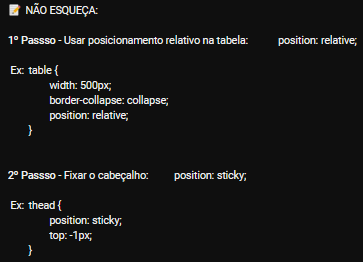 📝 NÃO ESQUEÇA:
1º Passso - Usar posicionamento relativo na tabela: position: relative;
Ex: table {
width: 500px;
border-collapse: collapse;
position: relative;
}
2º Passso - Fixar o cabeçalho: position: sticky;
Ex: thead {
position: sticky;
top: -1px;
}